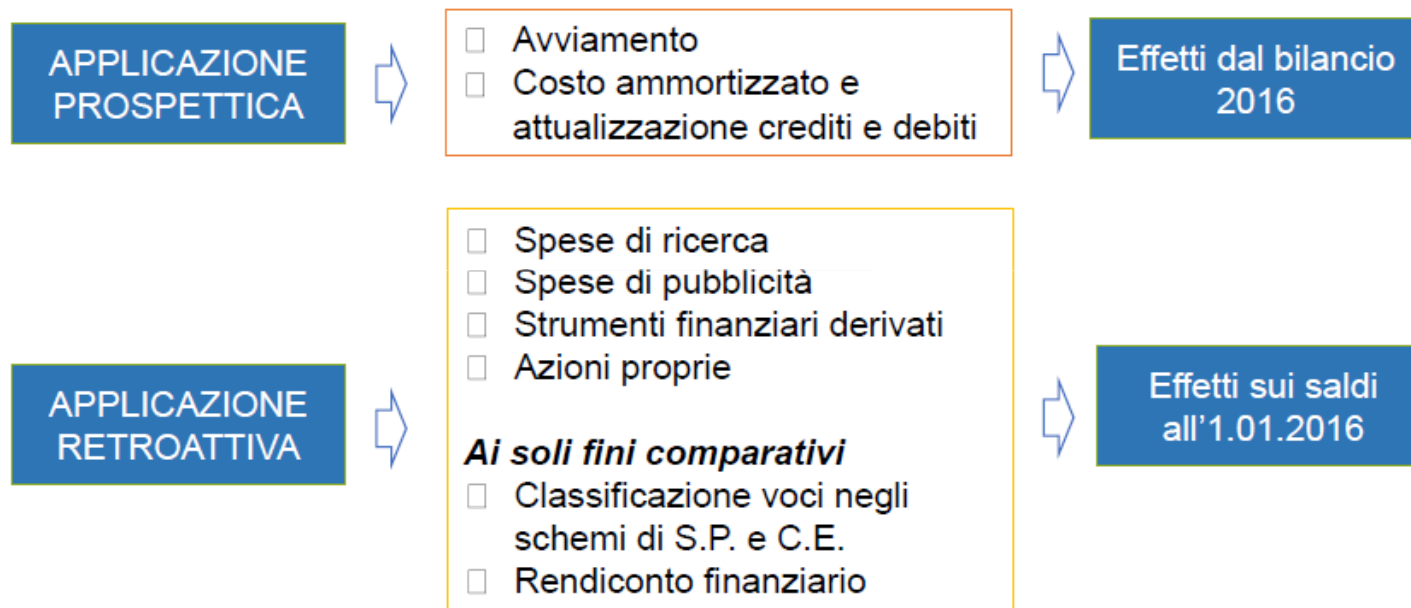 APPLICAZIONE
PROSPETTICA
Avviamento
Costo ammortizzato e
attualizzazione crediti e debiti
Effetti dal bilancio
2016
APPLICAZIONE
RETROATTIVA
Spese di ricerca
Spese di pubblicità
Strumenti finanziari derivati
Azioni proprie
Ai soli fini comparativi
Classificazione voci negli
schemi di S.P. e C.E.
Rendiconto finanziario
Effetti sui saldi
all’1.01.2016